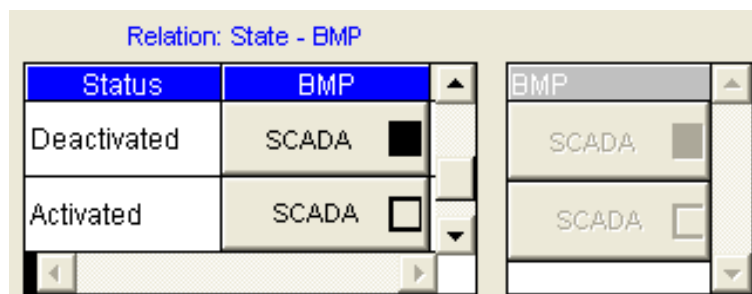 Relation: State - BMP
Status BMP
Deactivated SCADA
Activated SCADA
BMP
SCADA
SCADA